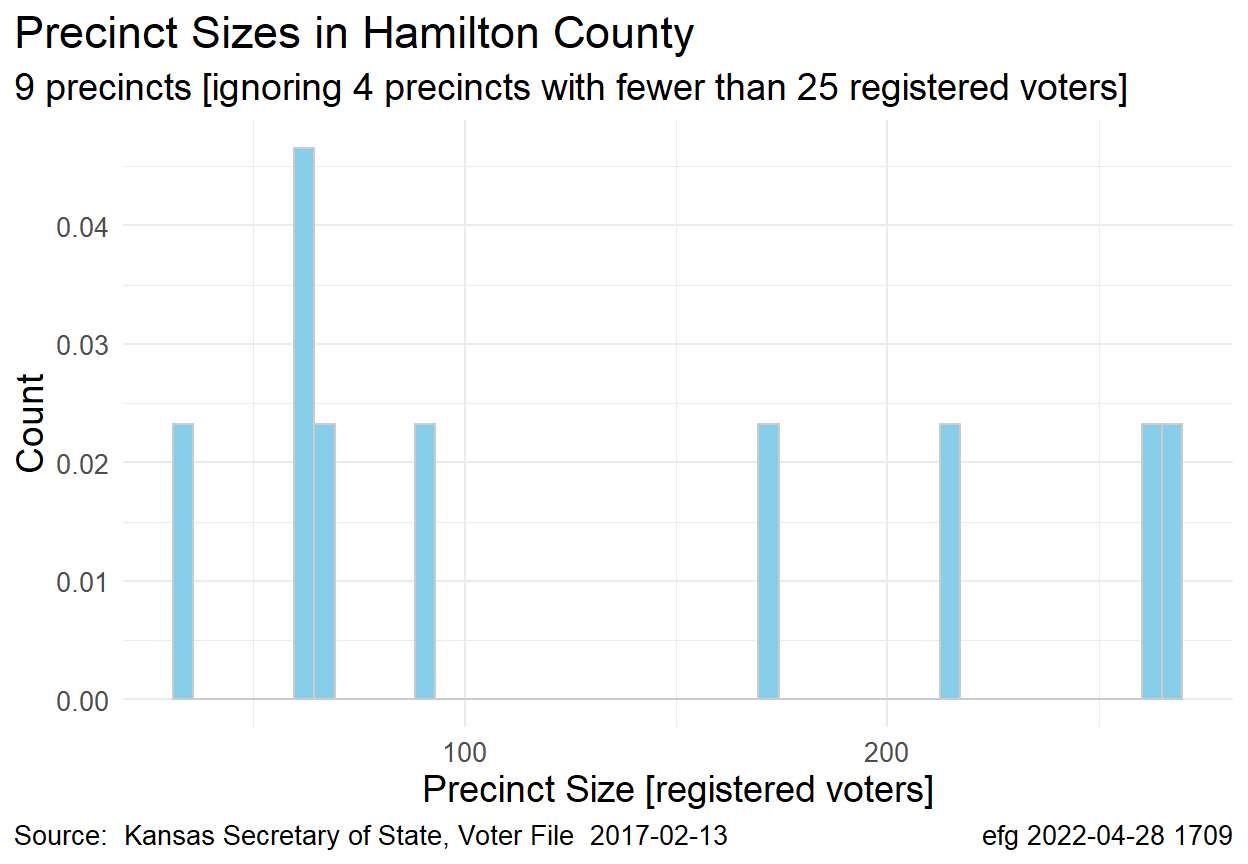 Precinct Sizes in Hamilton County
9 precincts [ignoring 4 precincts with fewer than 25 registered voters]
Count
0.04
0.03
0.02
0.01
0.00
100 200
Precinct Size [registered voters]
Source:  Kansas Secretary of State, Voter File  2017-02-13
efg 2022-04-28 1709